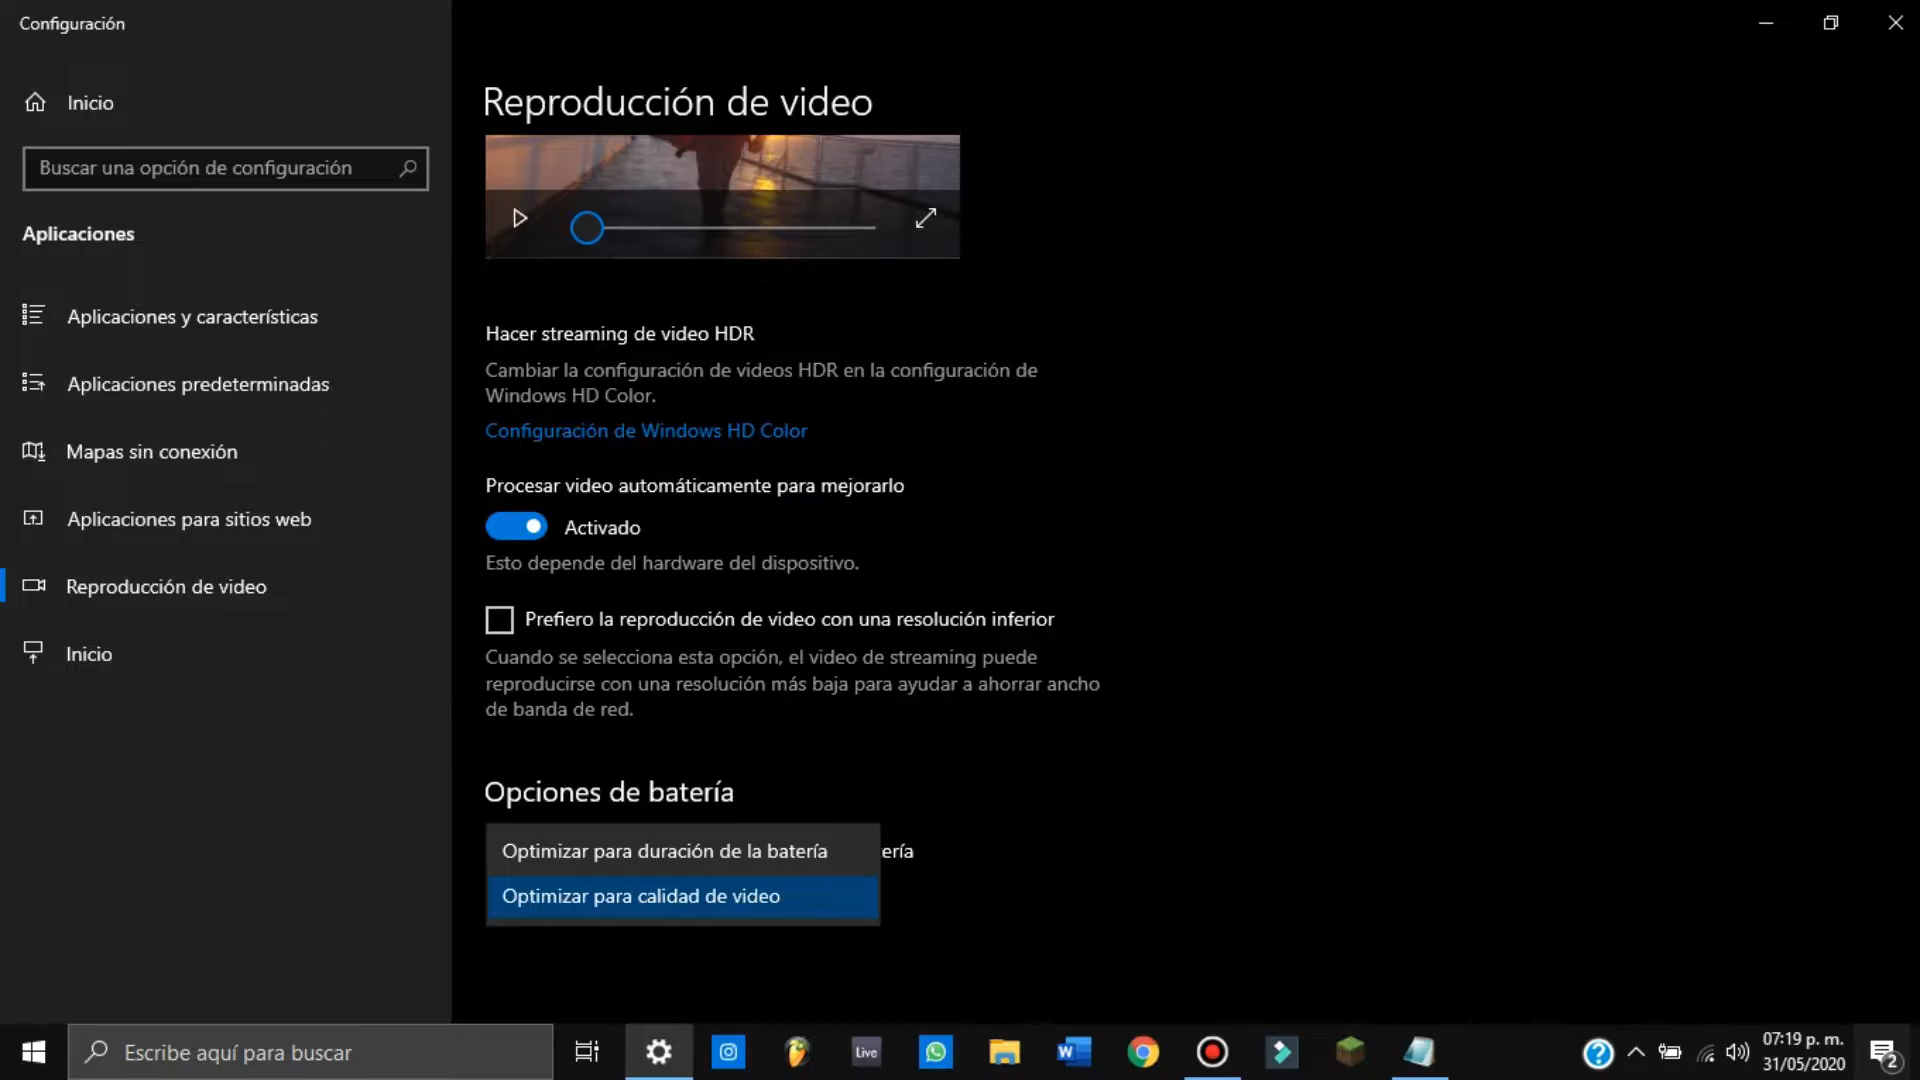 Configuración
Inicio
Buscar una opción de configuración
Aplicaciones
Aplicaciones y características
Aplicaciones predeterminadas
Mapas sin conexión
Aplicaciones para sitios web
Reproducción de video
Inicio
Reproducción de video
Hacer streaming de video HDR
Cambiar la configuración de videos HDR en la configuración de
Windows HD Color.
Configuración de Windows HD Color
Procesar video automáticamente para mejorarlo
Activado
Esto depende del hardware del dispositivo.
Prefiero la reproducción de video con una resolución inferior
Cuando se selecciona esta opción, el video de streaming puede
reproducirse con una resolución más baja para ayudar a ahorrar ancho
de banda de red.
Opciones de batería
Optimizar para duración de la batería
ería
Optimizar para calidad de video
Escribe aquí para buscar
Live
W
?
07:19 p. m.
31/05/2020
2